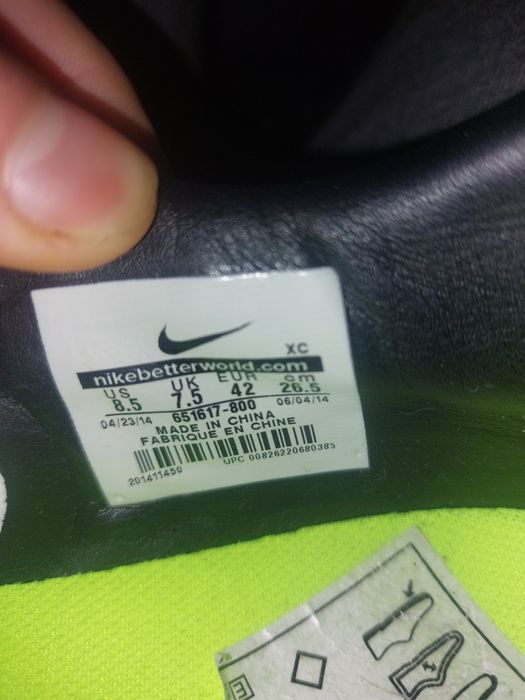 XC
nikebetterworld.com
US UK EUR cm
8.5 7.5 42 26.5
04/23/14 651617-800 06/04/14
MADE IN CHINA
FABRIQUE EN CHINE
201411450 UPC 00826220680385
E